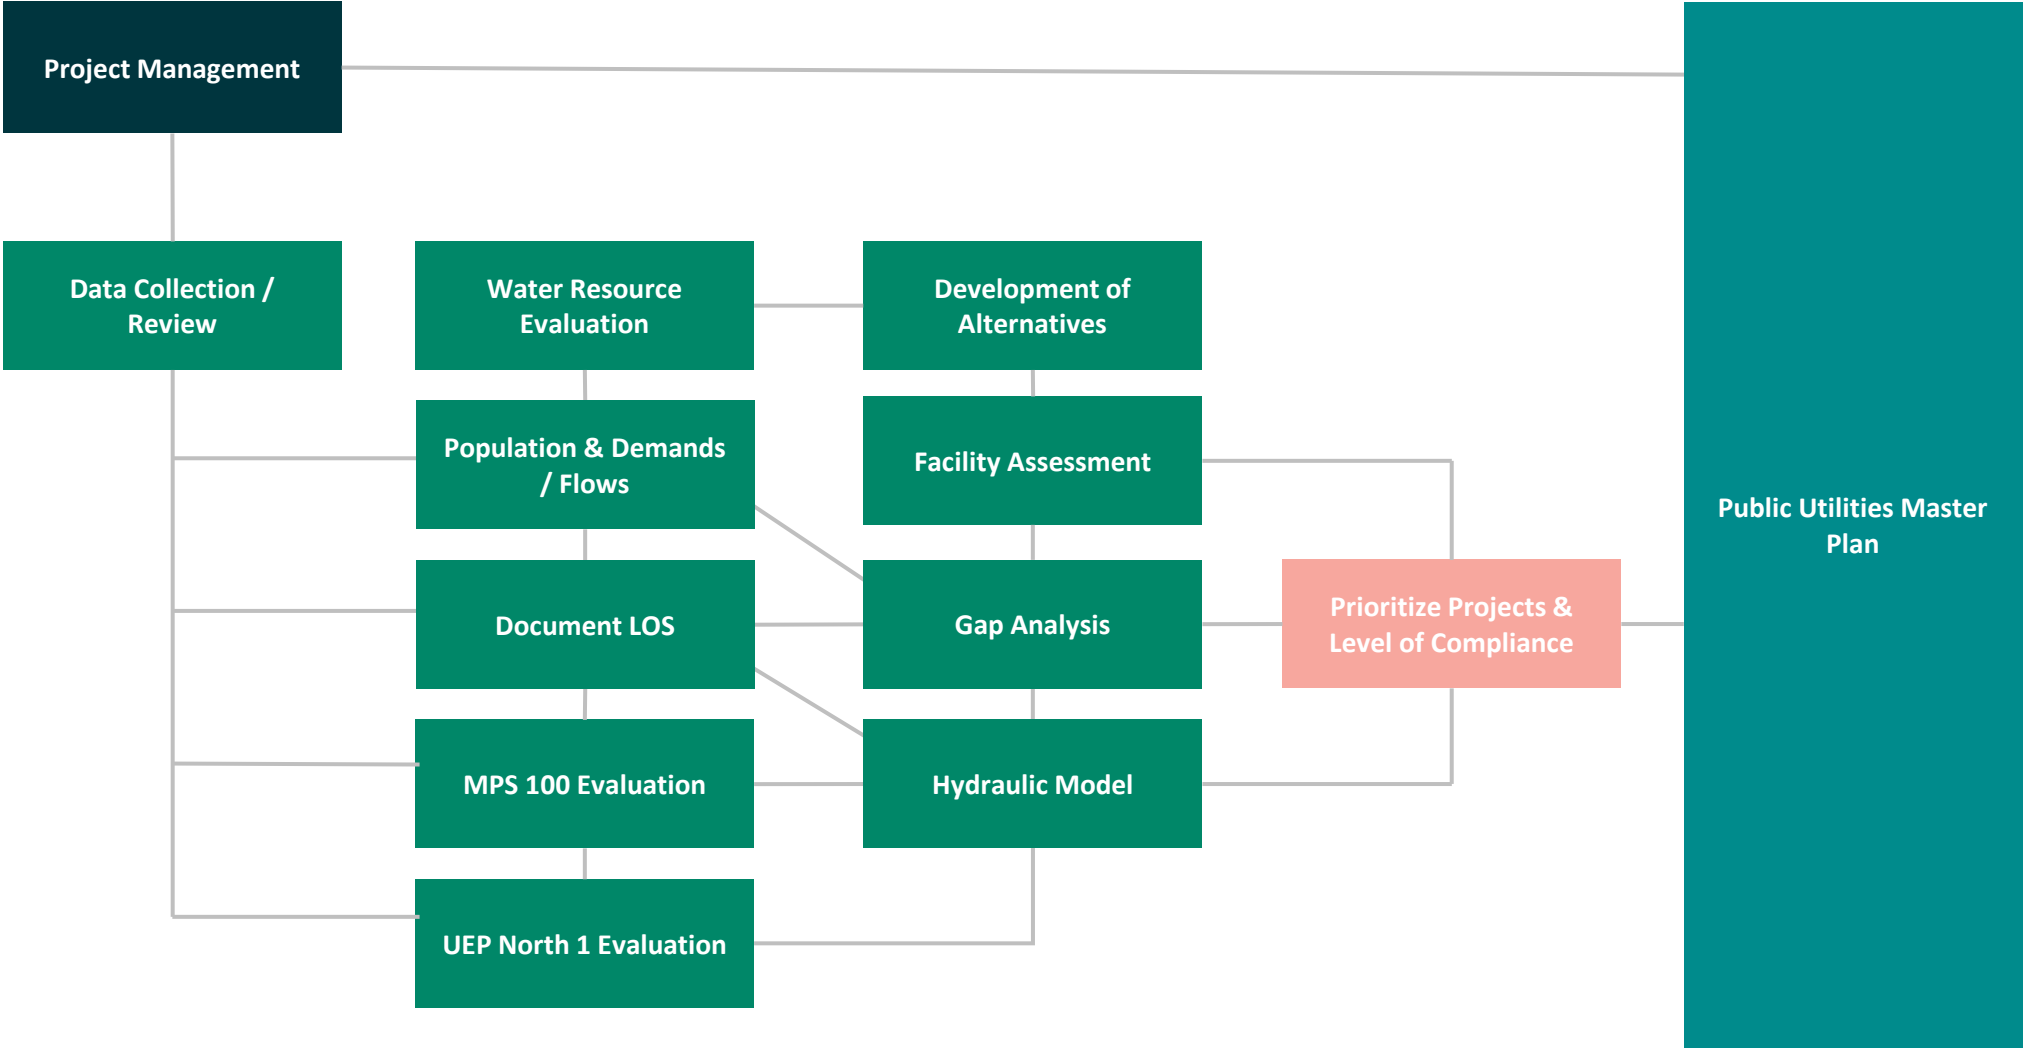 Project Management
Data Collection /
Review
Water Resource
Evaluation
Development of
Alternatives
Population & Demands
/ Flows
Facility Assessment
Public Utilities Master
Plan
Document LOS
Gap Analysis
Prioritize Projects &
Level of Compliance
MPS 100 Evaluation
Hydraulic Model
UEP North 1 Evaluation